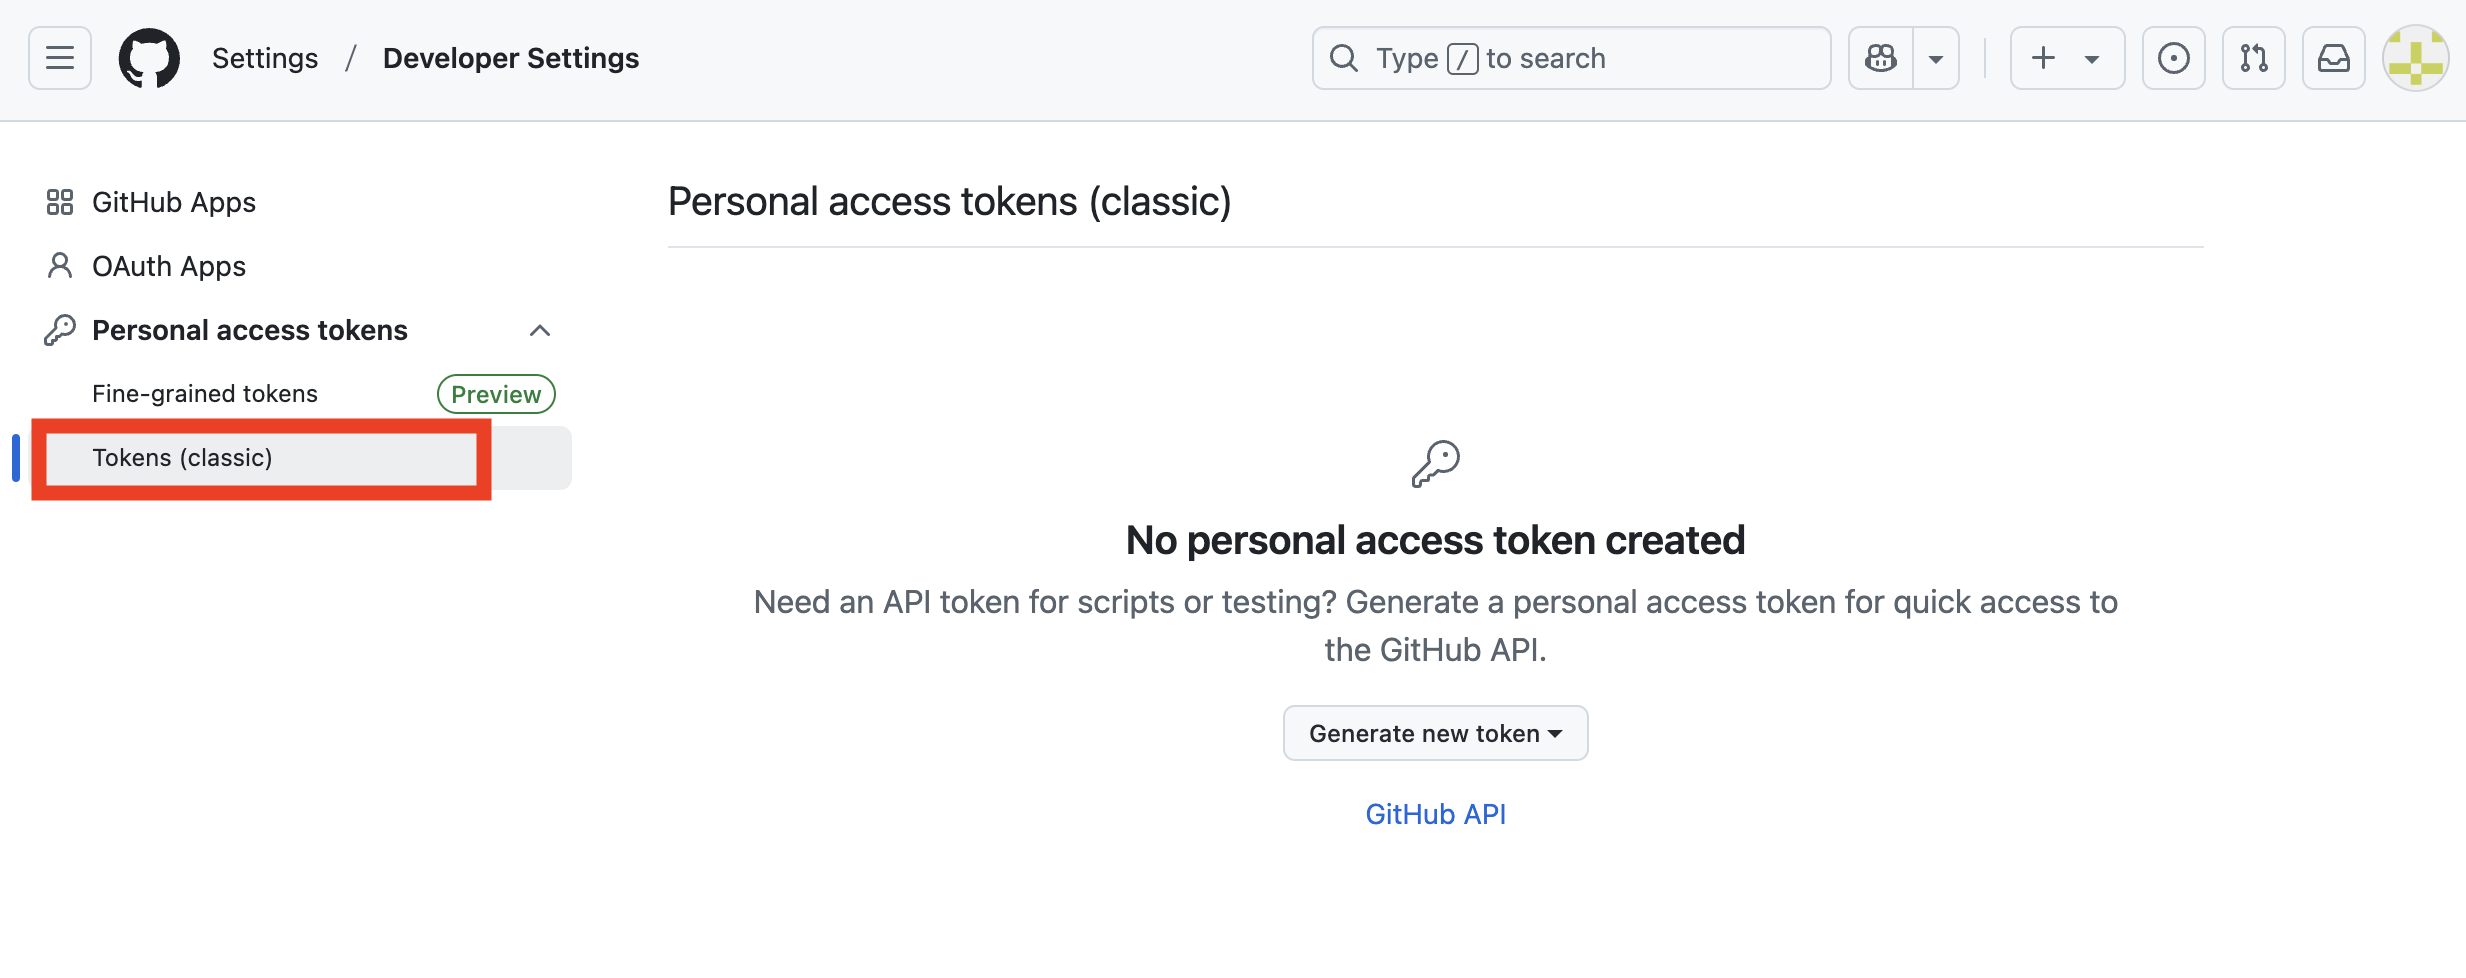 Settings / Developer Settings
Type / to search
GitHub Apps
OAuth Apps
Personal access tokens
Fine-grained tokens Preview
Tokens (classic)
Personal access tokens (classic)
No personal access token created
Need an API token for scripts or testing? Generate a personal access token for quick access to
the GitHub API.
Generate new token
GitHub API